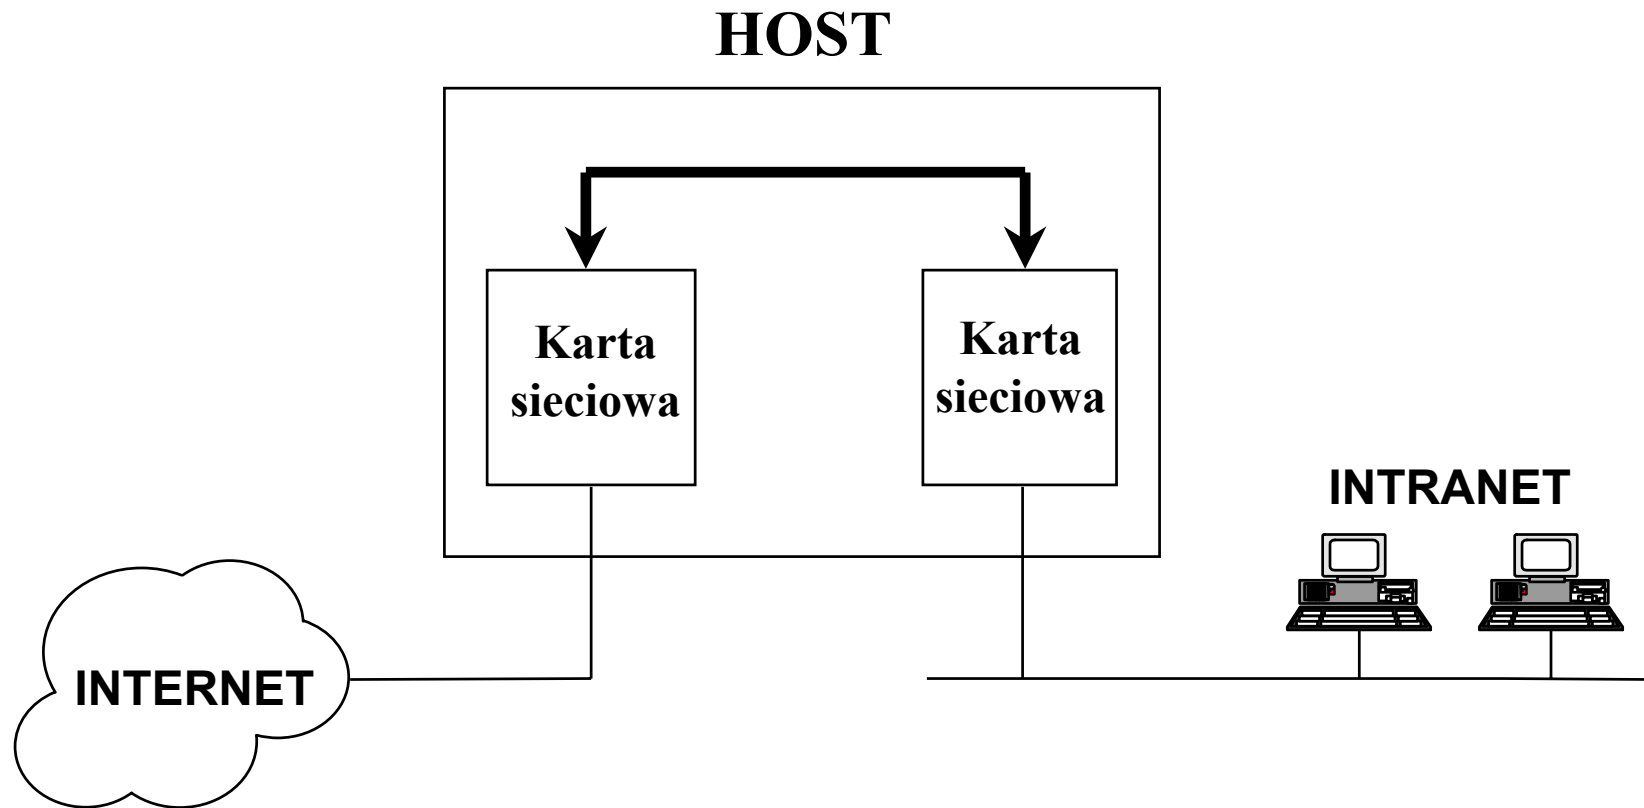 HOST
Karta
sieciowa
Karta
sieciowa
INTRANET
INTERNET